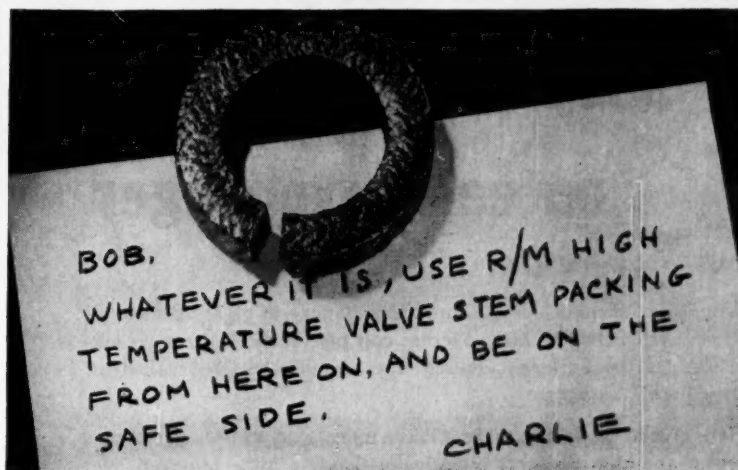 BOB,
WHATEVER IT IS, USE R/M HIGH
TEMPERATURE VALVE STEM PACKING
FROM HERE ON, AND BE ON THE
SAFE SIDE.
CHARLIE